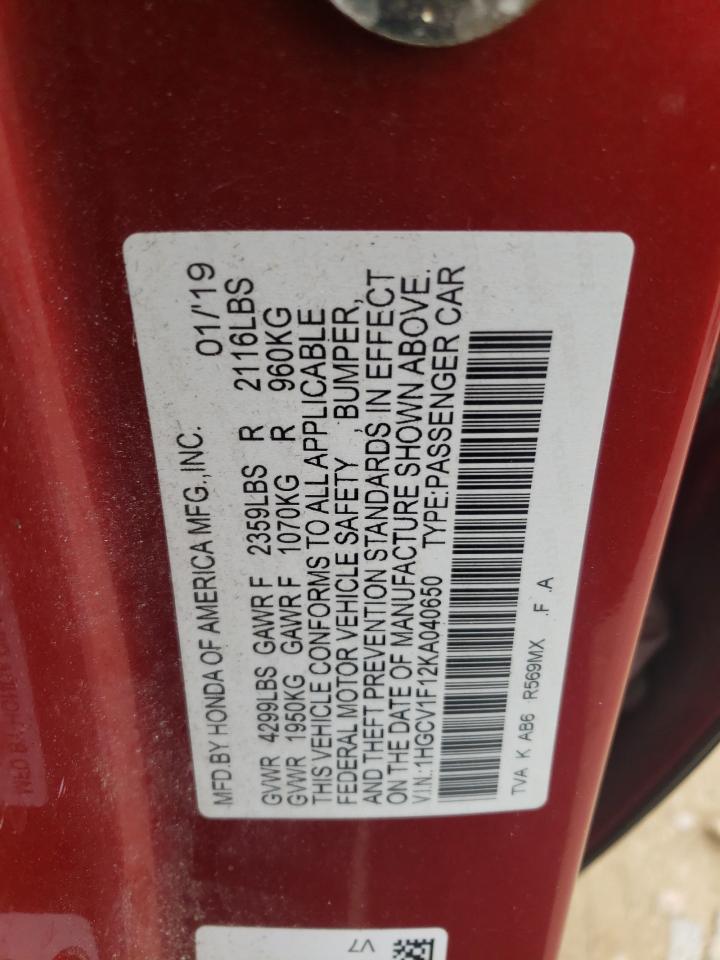 MFD.BY HONDA OF AMERICA MFG.,INC. 01/'19
GVWR 4299LBS GAWR F 2359LBS R 2116LBS
GVWR 1950KG GAWR F 1070KG R 960KG
THIS VEHICLE CONFORMS TO ALL APPLICABLE
FEDERAL MOTOR VEHICLE SAFETY , BUMPER,
AND THEFT PREVENTION STANDARDS IN EFFECT
ON THE DATE OF MANUFACTURE SHOWN ABOVE.
V.I.N.:1HGCV1F12KA040650 TYPE:PASSENGER CAR
TVA K AB6 R569MX .F .A
V7